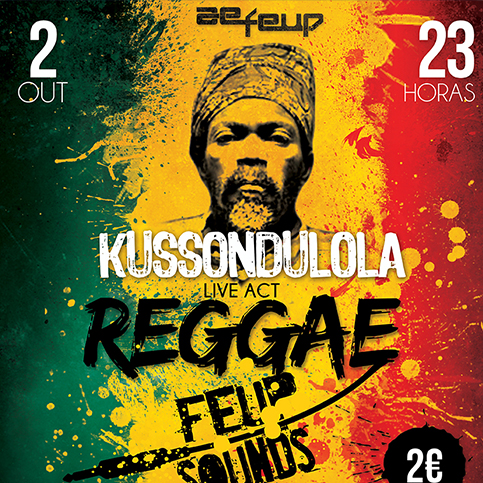 aefeup
2
OUT
23
HORAS
KUSSONDULOLA
LIVE ACT
REGGAE
FEUP
SOUNDS
2€